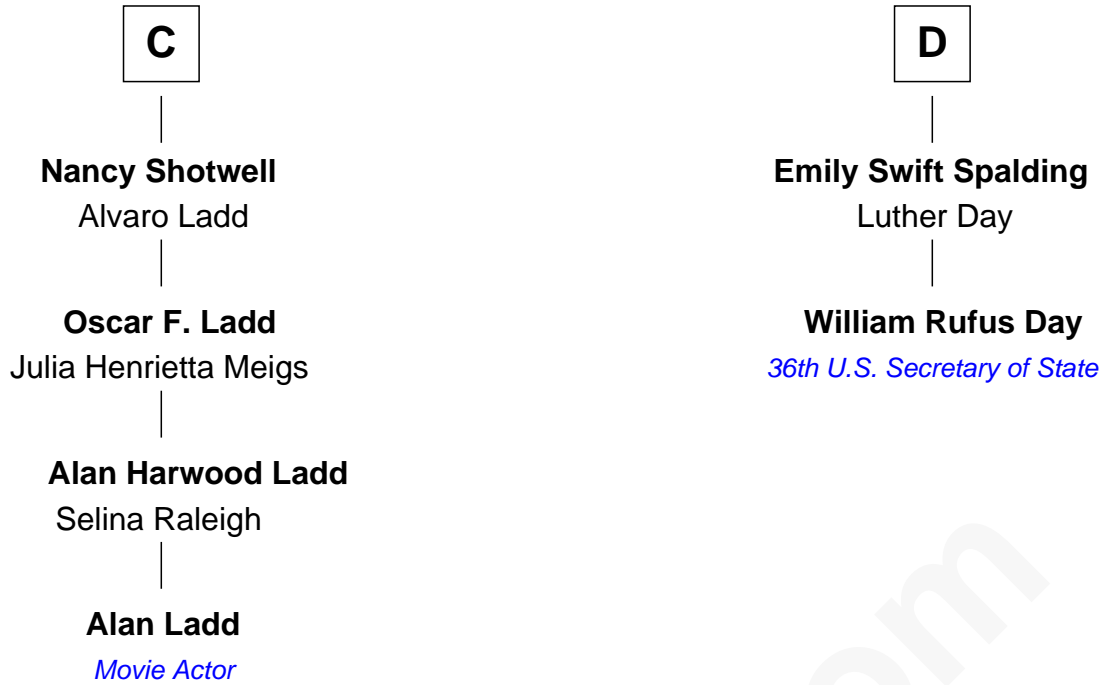 C
Nancy Shotwell
Alvaro Ladd
Oscar F. Ladd
Julia Henrietta Meigs
Alan Harwood Ladd
Selina Raleigh
Alan Ladd
Movie Actor
D
Emily Swift Spalding
Luther Day
William Rufus Day
36th U.S. Secretary of State
om